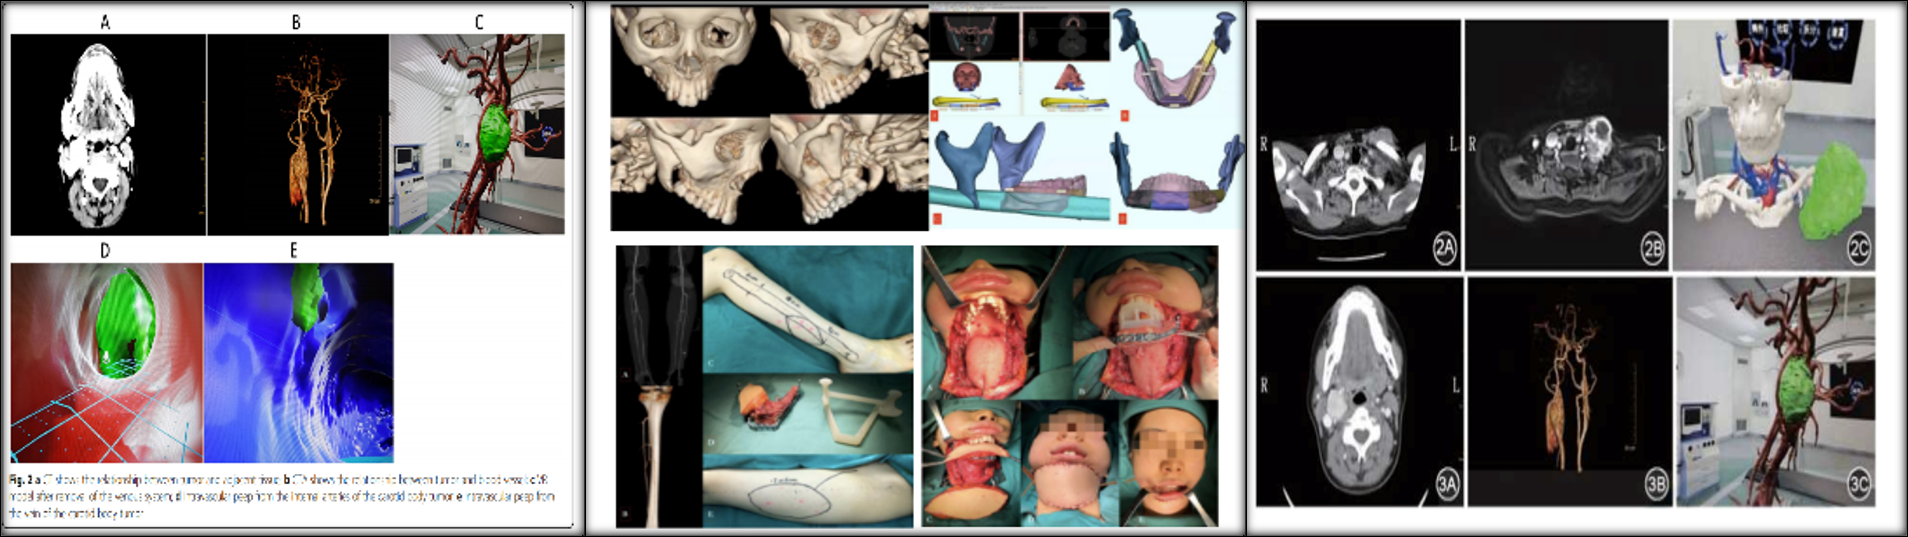 A B C
D E
Fig. 2 a CT shows the relationship between tumor and adjacent tissue; b CTA shows the relationship between tumor and blood vessel; c VR
model after removal of the venous system; d intravascular peep from the internal arteries of the carotid body tumor e intravascular peep from
the vein of the carotid body tumor
A
B
C
D
E
A
C
D
E
R L
2A
R L
2B
2C
R L
3A
3B
3C